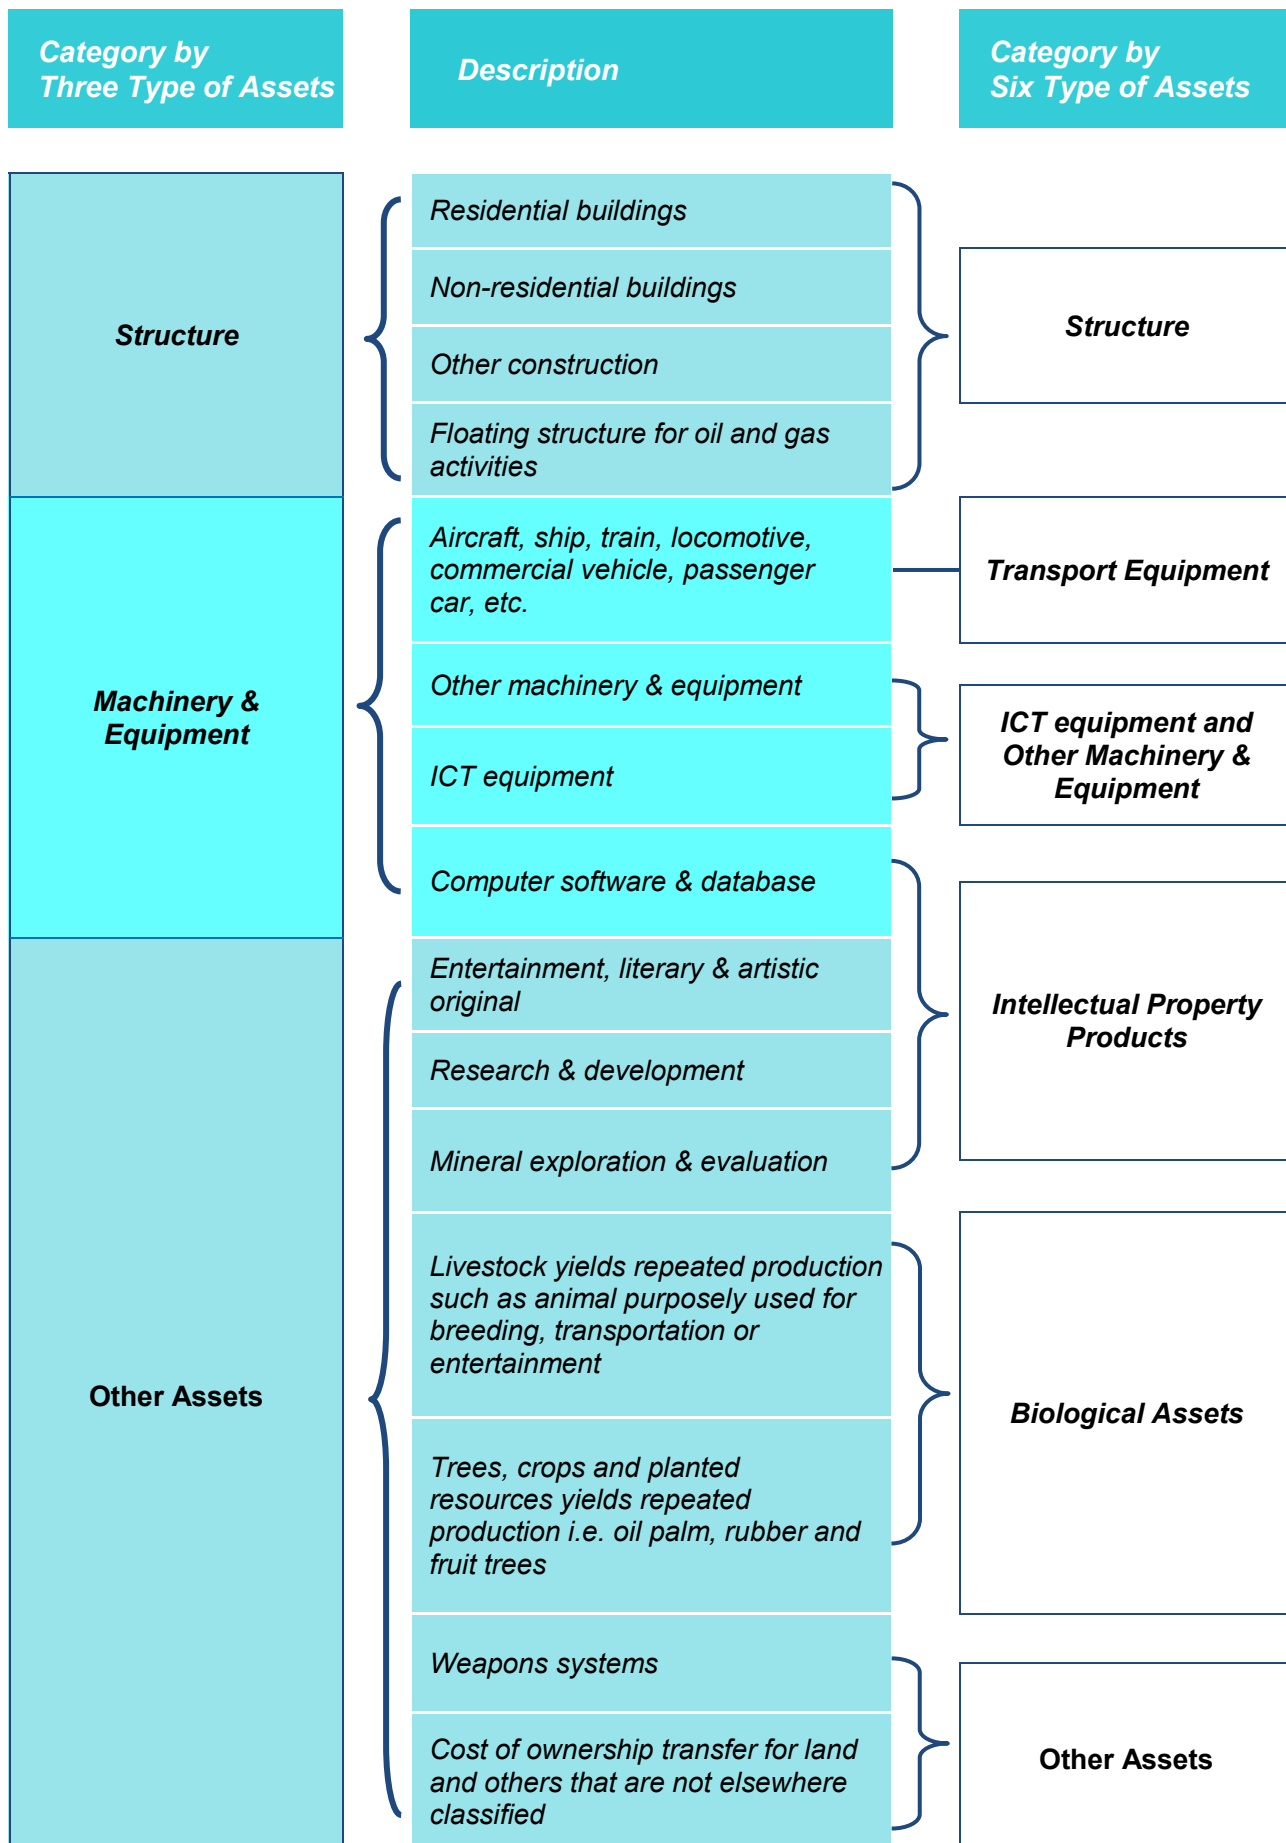 Category by
Three Type of Assets
Description
Category by
Six Type of Assets
Structure
Residential buildings
Non-residential buildings
Other construction
Floating structure for oil and gas
activities
Structure
Machinery &
Equipment
Aircraft, ship, train, locomotive,
commercial vehicle, passenger
car, etc.
Transport Equipment
Other machinery & equipment
ICT equipment
ICT equipment and
Other Machinery &
Equipment
Computer software & database
Entertainment, literary & artistic
original
Research & development
Mineral exploration & evaluation
Intellectual Property
Products
Other Assets
Livestock yields repeated production
such as animal purposely used for
breeding, transportation or
entertainment
Trees, crops and planted
resources yields repeated
production i.e. oil palm, rubber and
fruit trees
Biological Assets
Weapons systems
Cost of ownership transfer for land
and others that are not elsewhere
classified
Other Assets